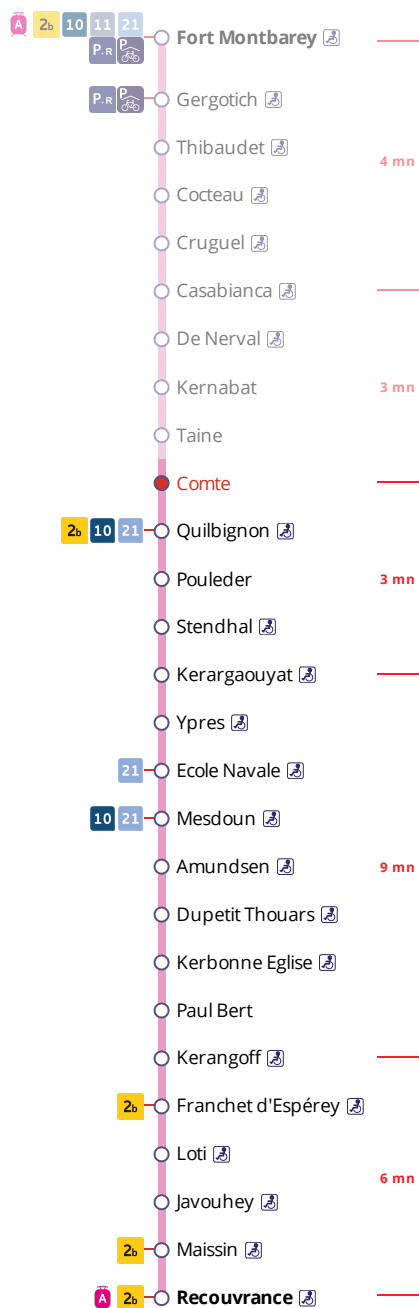 A 2b 10 11 21 Fort Montbarey
P+R P
P+R P Gergotich
Thibaudet
4 mn
Cocteau
Cruguel
Casabianca
De Nerval
Kernabat 3 mn
Taine
Comte
2b 10 21 Quilbignon
Pouleder 3 mn
Stendhal
Kerargaouyat
Ypres
21 Ecole Navale
10 21 Mesdoun
Amundsen 9 mn
Dupetit Thouars
Kerbonne Eglise
Paul Bert
Kerangoff
2b Franchet d'Espérey
Loti
6 mn
Javouhey
2b Maissin
A 2b Recouvrance